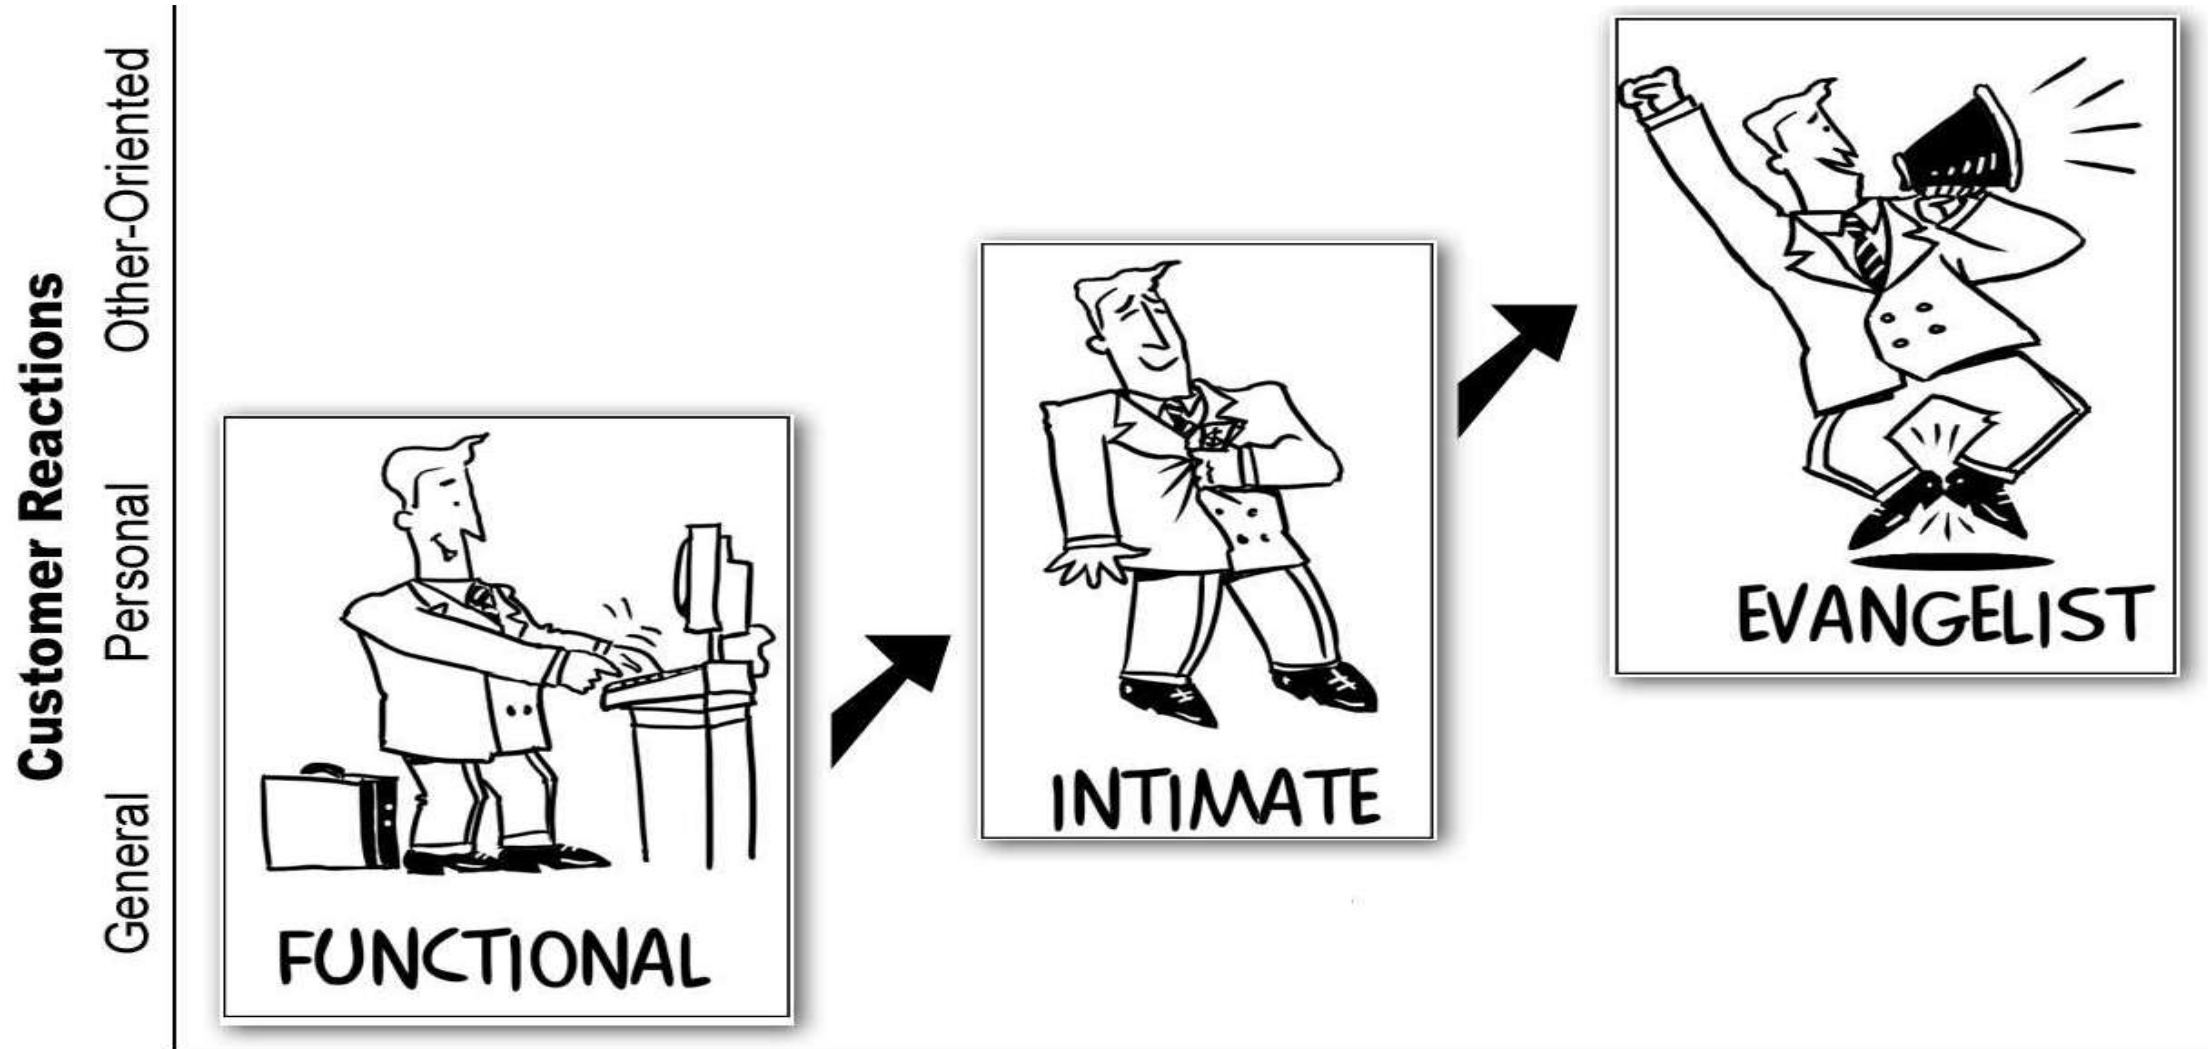 Customer Reactions
Other-Oriented
Personal
General
FUNCTIONAL
INTIMATE
$
EVANGELIST